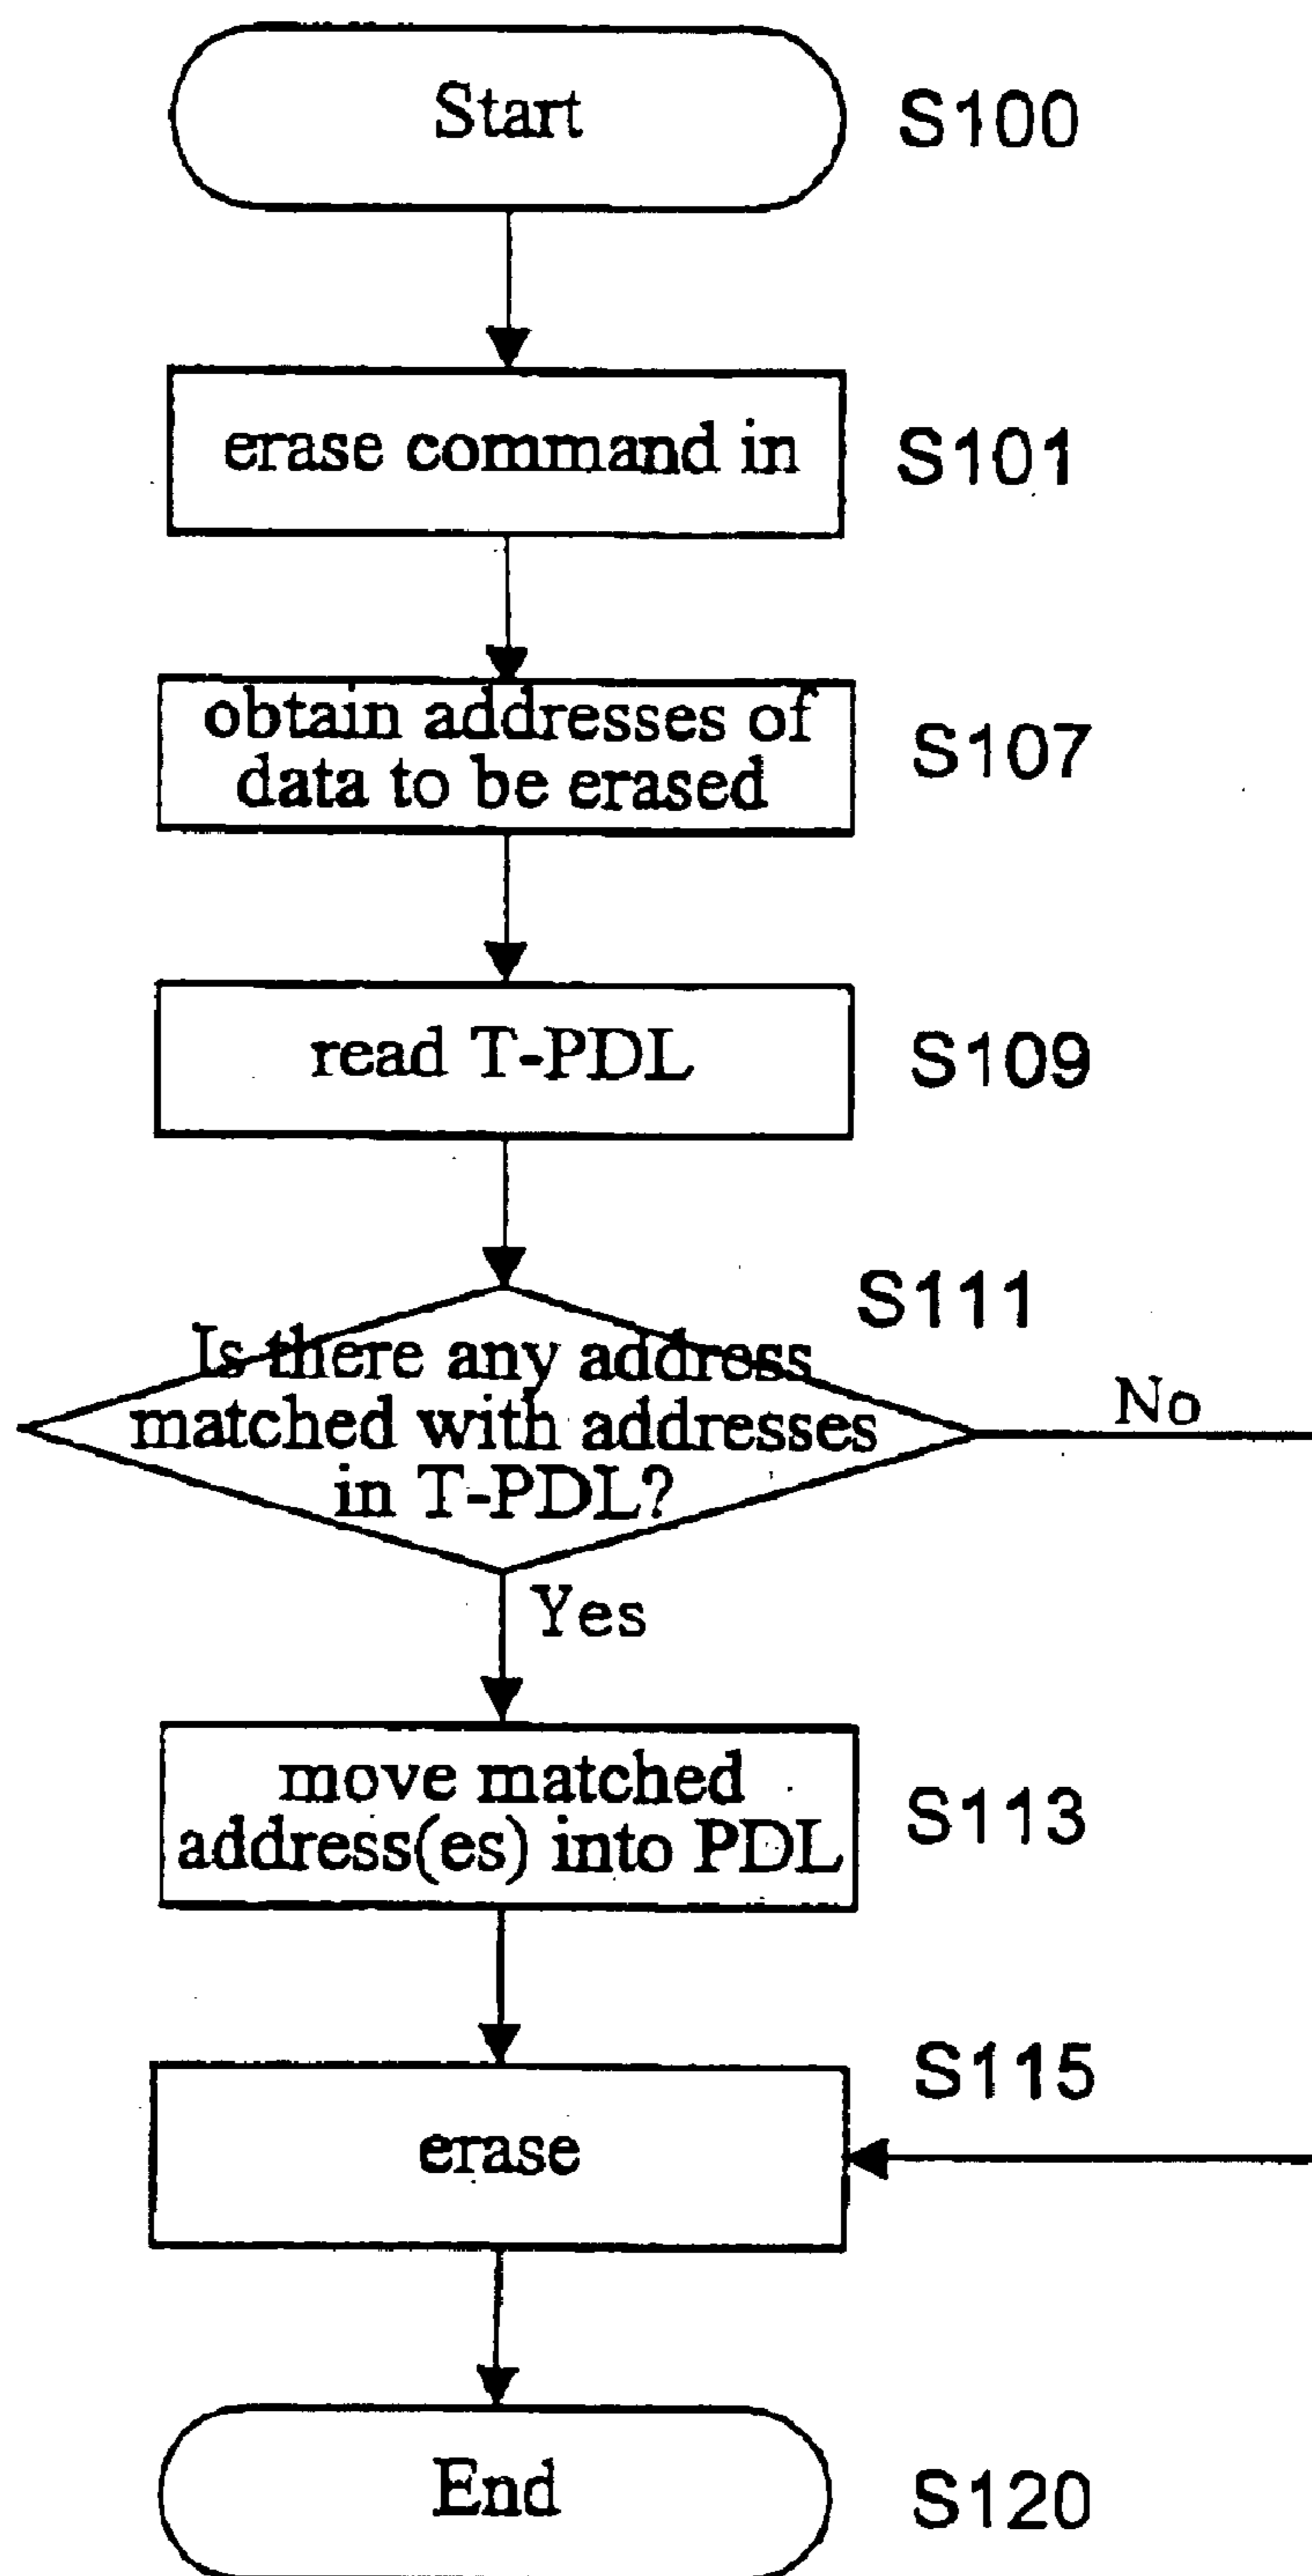 Start
S100
erase command in
S101
obtain addresses of
data to be erased
S107
read T-PDL
S109
S111
Is there any address
matched with addresses
in T-PDL?
No
Yes
move matched
address(es) into PDL
S113
S115
erase
End
S120